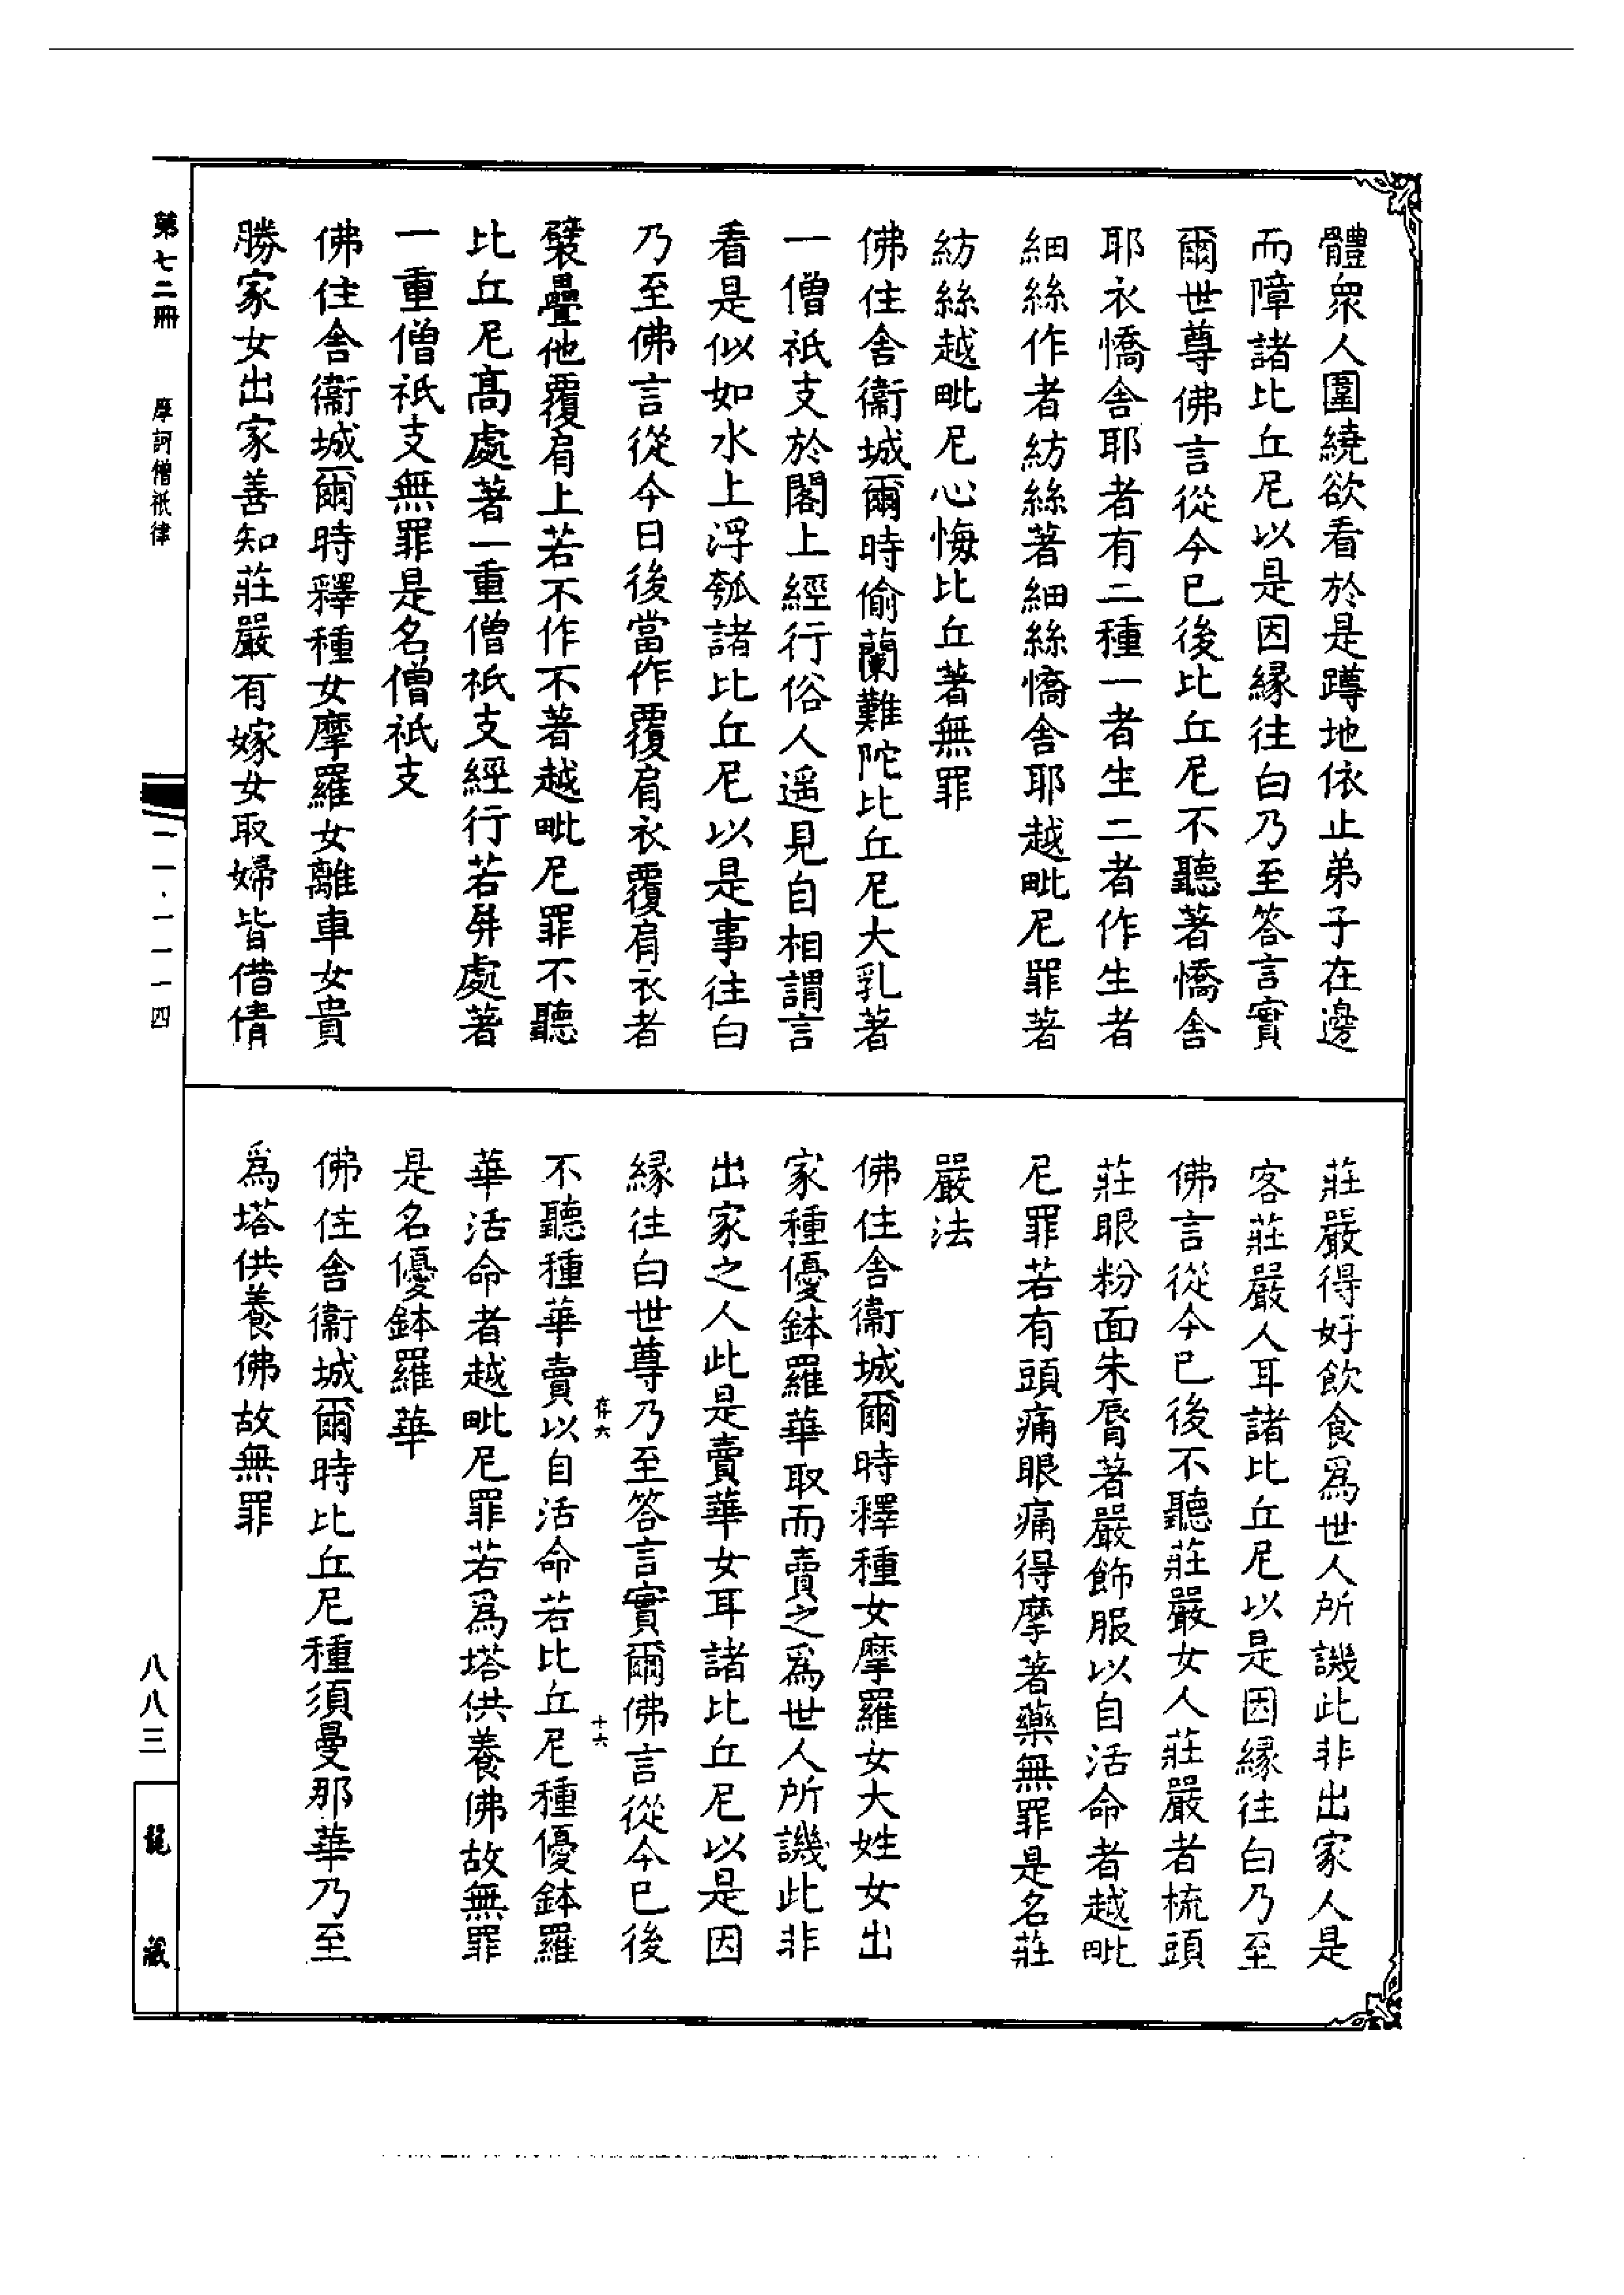 體衆人圍繞欲看於是蹲地依止弟子在邊
而障諸比丘尼以是因緣往白乃至答言實
爾世尊佛言從今已後比丘尼不聽著憍舍
耶衣憍舍耶者有二種一者生二者作生者
細絲作者紡絲著細絲憍舍耶越毗尼罪著
紡絲越毗尼心悔比丘著無罪
佛住舍衞城爾時偷蘭難陀比丘尼大乳著
一僧祇支於閣上經行俗人遥見自相謂言
看是似如水上浮瓠諸比丘尼以是事往白
乃至佛言從今日後當作覆肩衣覆肩衣者
襞疊他覆肩上若不作不著越毗尼罪不聽
比丘尼高處著一重僧祇支經行若屏處著
一重僧祇支無罪是名僧祇支
佛住舍衞城爾時釋種女摩羅女離車女貴
勝家女出家善知莊嚴有嫁女取婦皆借倩
莊嚴得好飲食爲世人所譏此非出家人是
客莊嚴人耳諸比丘尼以是因緣往白乃至
佛言從今已後不聽莊嚴女人莊嚴者梳頭
莊眼粉面朱脣著嚴飾服以自活命者越毗
尼罪若有頭痛眼痛得摩著藥無罪是名莊
嚴法
佛住舍衞城爾時釋種女摩羅女大姓女出
家種優鉢羅華取而賣之爲世人所譏此非
出家之人此是賣華女耳諸比丘尼以是因
緣往白世尊乃至答言實爾佛言從今已後
存六
十六
不聽種華賣以自活命若比丘尼種優鉢羅
華活命者越毗尼罪若爲塔供養佛故無罪
是名優鉢羅華
佛住舍衞城爾時比丘尼種須曼那華乃至
爲塔供養佛故無罪
第七二冊　摩訶僧祇律
一一·一一一四
八八三
龍藏